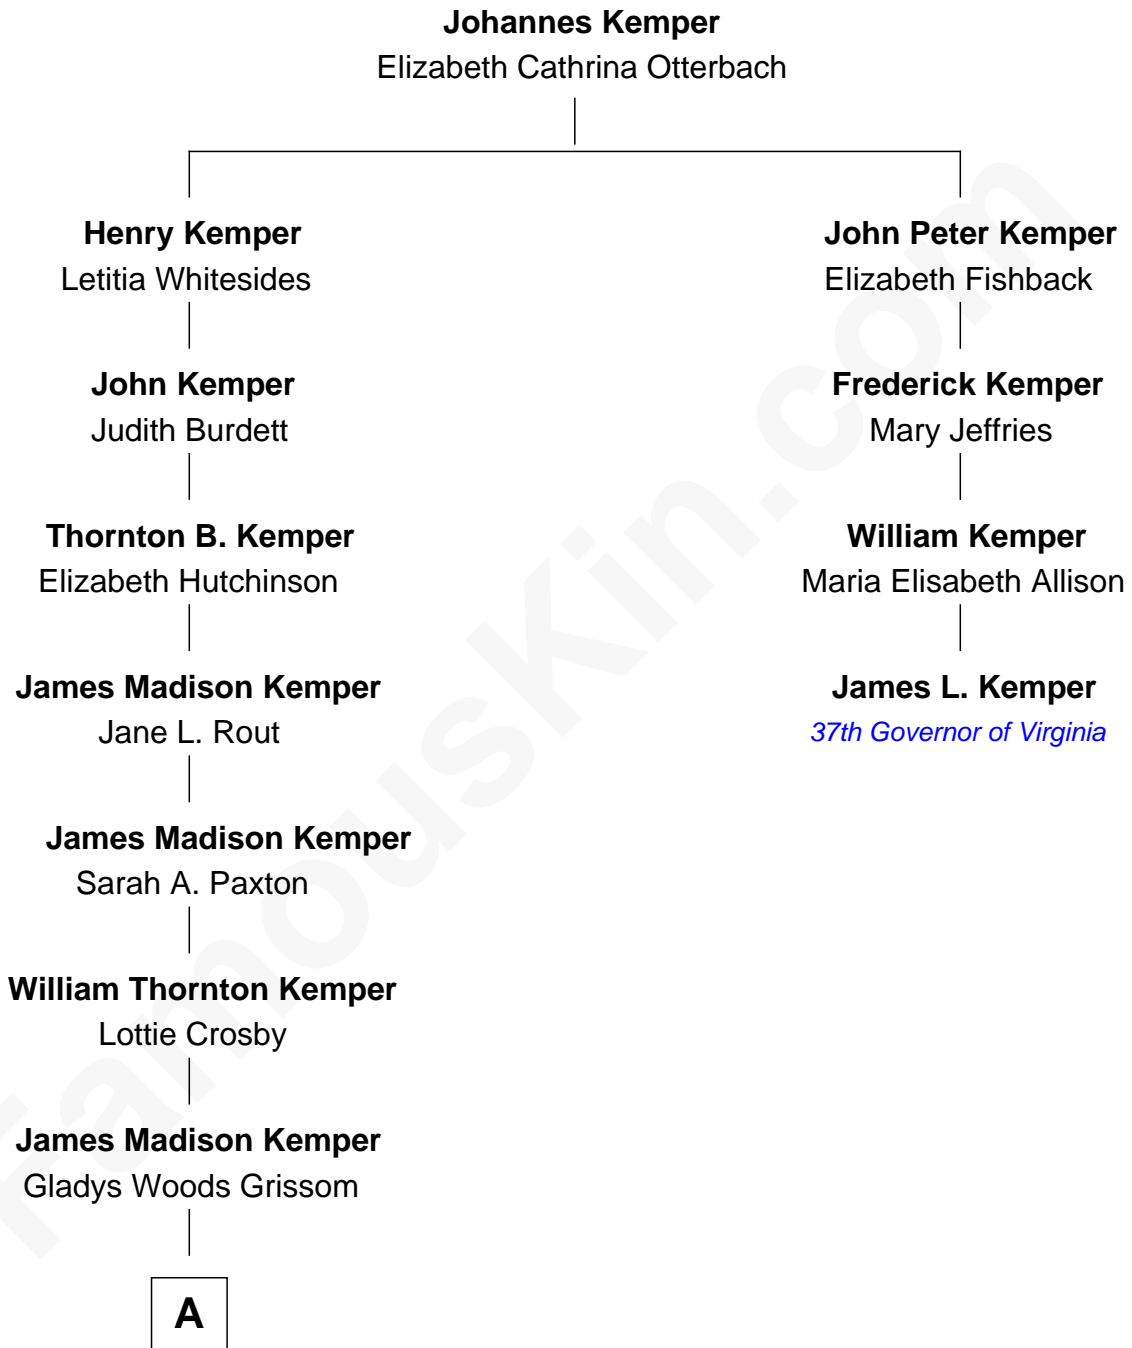 Johannes Kemper
Elizabeth Cathrina Otterbach
Henry Kemper
Letitia Whitesides
John Peter Kemper
Elizabeth Fishback
John Kemper
Judith Burdett
Frederick Kemper
Mary Jeffries
Thornton B. Kemper
Elizabeth Hutchinson
William Kemper
Maria Elisabeth Allison
James Madison Kemper
Jane L. Rout
James L. Kemper
37th Governor of Virginia
James Madison Kemper
Sarah A. Paxton
William Thornton Kemper
Lottie Crosby
James Madison Kemper
Gladys Woods Grissom
A
FamousKin.com